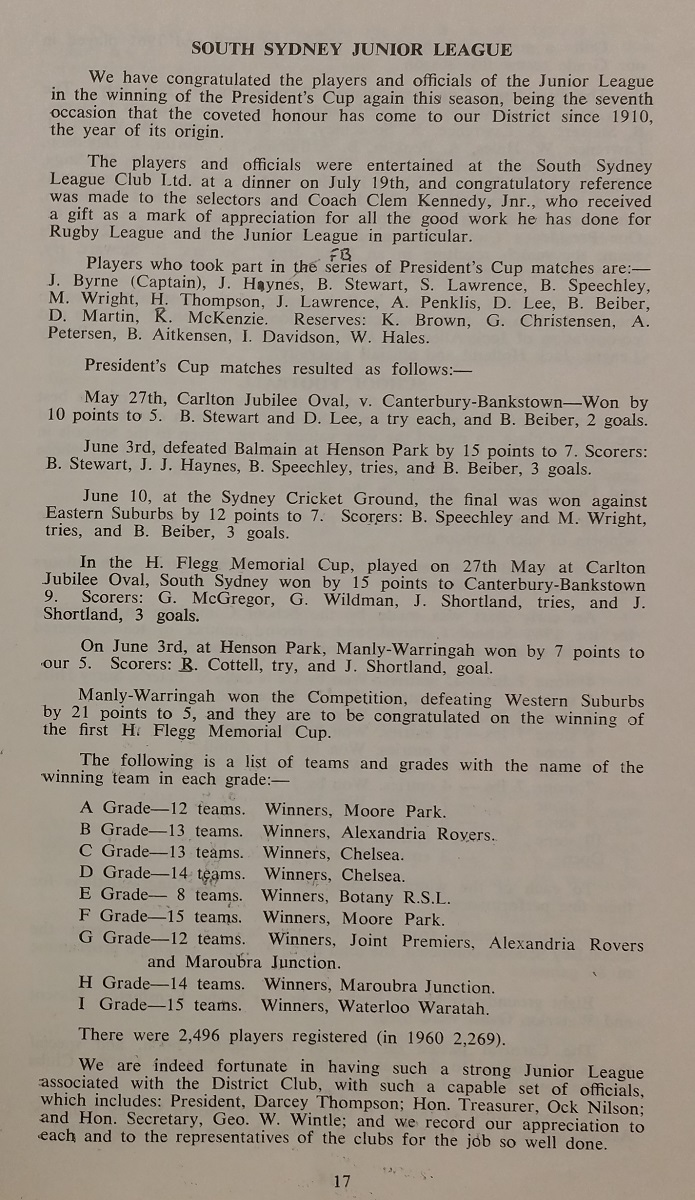 SOUTH SYDNEY JUNIOR LEAGUE
We have congratulated the players and officials of the Junior League
in the winning of the President's Cup again this season, being the seventh
occasion that the coveted honour has come to our District since 1910,
the year of its origin.
The players and officials were entertained at the South Sydney
League Club Ltd. at a dinner on July 19th, and congratulatory reference
was made to the selectors and Coach Clem Kennedy, Jnr., who received
a gift as a mark of appreciation for all the good work he has done for
Rugby League and the Junior League in particular.
FB
Players who took part in the series of President's Cup matches are:—
J. Byrne (Captain), J. Haynes, B. Stewart, S. Lawrence, B. Speechley,
M. Wright, H. Thompson, J. Lawrence, A. Penklis, D. Lee, B. Beiber,
D. Martin, K. McKenzie. Reserves: K. Brown, G. Christensen, A.
Petersen, B. Aitkensen, I. Davidson, W. Hales.
President's Cup matches resulted as follows:—
May 27th, Carlton Jubilee Oval, v. Canterbury-Bankstown—Won by
10 points to 5. B. Stewart and D. Lee, a try each, and B. Beiber, 2 goals.
June 3rd, defeated Balmain at Henson Park by 15 points to 7. Scorers:
B. Stewart, J. J. Haynes, B. Speechley, tries, and B. Beiber, 3 goals.
June 10, at the Sydney Cricket Ground, the final was won against
Eastern Suburbs by 12 points to 7. Scorers: B. Speechley and M. Wright,
tries, and B. Beiber, 3 goals.
In the H. Flegg Memorial Cup, played on 27th May at Carlton
Jubilee Oval, South Sydney won by 15 points to Canterbury-Bankstown
9. Scorers: G. McGregor, G. Wildman, J. Shortland, tries, and J.
Shortland, 3 goals.
On June 3rd, at Henson Park, Manly-Warringah won by 7 points to
our 5. Scorers: R. Cottell, try, and J. Shortland, goal.
Manly-Warringah won the Competition, defeating Western Suburbs
by 21 points to 5, and they are to be congratulated on the winning of
the first H. Flegg Memorial Cup.
The following is a list of teams and grades with the name of the
winning team in each grade:—
A Grade—12 teams. Winners, Moore Park.
B Grade—13 teams. Winners, Alexandria Rovers.
C Grade—13 teams. Winners, Chelsea.
D Grade—14 teams. Winners, Chelsea.
E Grade— 8 teams. Winners, Botany R.S.L.
F Grade—15 teams. Winners, Moore Park.
G Grade—12 teams. Winners, Joint Premiers, Alexandria Rovers
and Maroubra Junction.
H Grade—14 teams. Winners, Maroubra Junction.
I Grade—15 teams. Winners, Waterloo Waratah.
There were 2,496 players registered (in 1960 2,269).
We are indeed fortunate in having such a strong Junior League
associated with the District Club, with such a capable set of officials,
which includes: President, Darcey Thompson; Hon. Treasurer, Ock Nilson;
and Hon. Secretary, Geo. W. Wintle; and we record our appreciation to
each and to the representatives of the clubs for the job so well done.
17